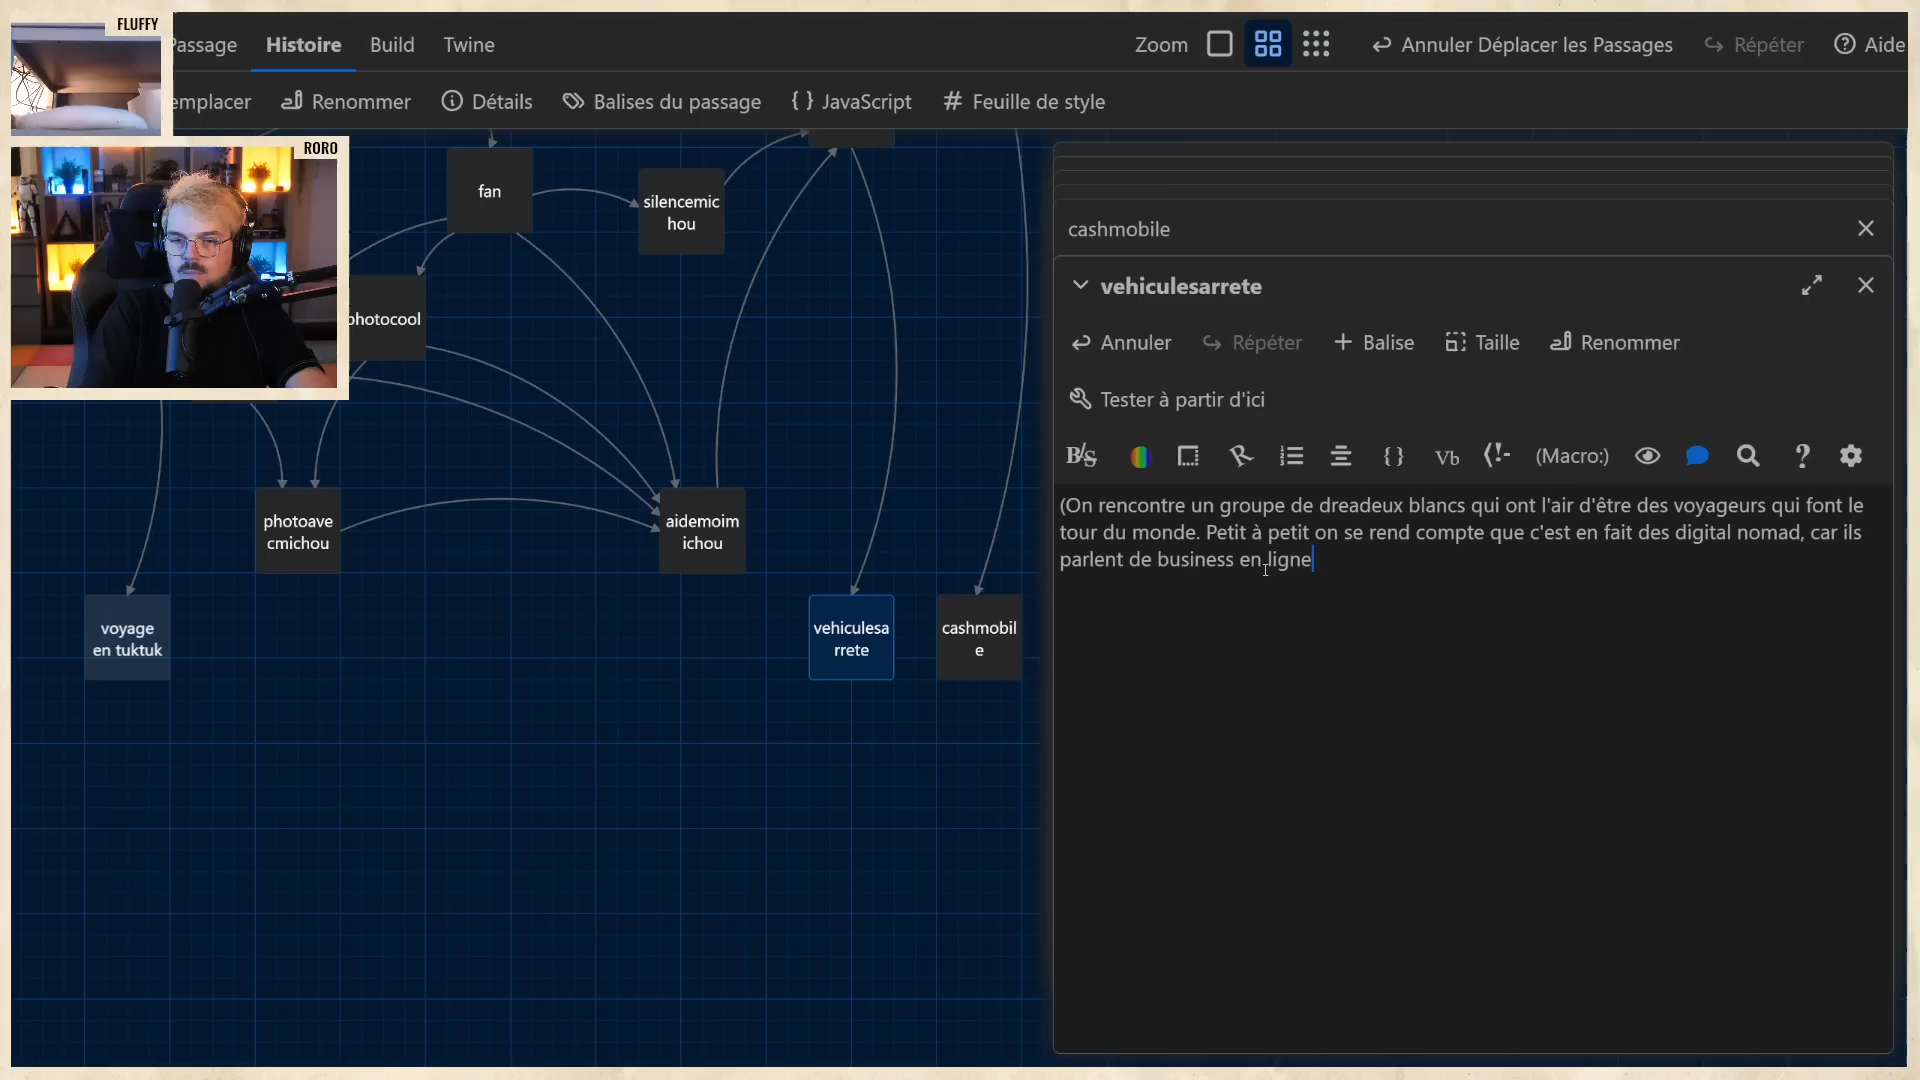 FLUFFY
Passage Histoire Build Twine Zoom Annuler Déplacer les Passages Répéter Aide
emplacer Renommer Détails Balises du passage { } JavaScript # Feuille de style
RORO
fan
silencemic
hou
cashmobile
vehiculesarrete
photocool
Annuler Répéter + Balise Taille Renommer
Tester à partir d'ici
B/S { } Vb (Macro:) ?
(On rencontre un groupe de dreadeux blancs qui ont l'air d'être des voyageurs qui font le
tour du monde. Petit à petit on se rend compte que c'est en fait des digital nomad, car ils
parlent de business en ligne
photoave
cmichou
aidemoim
ichou
voyage
en tuktuk
vehiculesa
rrete
cashmobil
e